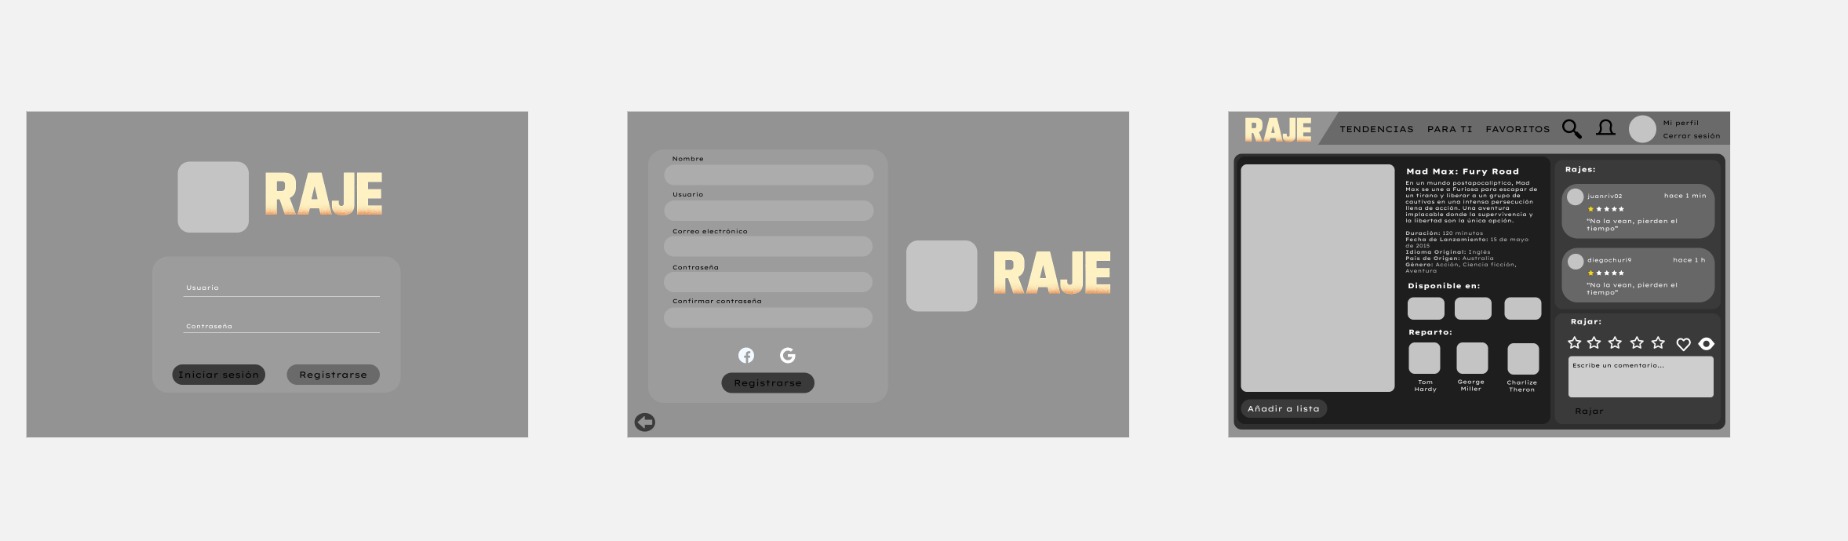 RAJE
Usuario
Contraseña
Iniciar sesión
Registrarse
Nombre
Usuario
Correo electrónico
Contraseña
Confirmar contraseña
Registrarse
RAJE
RAJE
TENDENCIAS
PARA TI
FAVORITOS
Mi perfil
Cerrar sesión
Mad Max: Fury Road
En un mundo postapocalíptico, Mad
Max se une a Furiosa para escapar de
un tirano y liberar a un grupo de
cautivas en una intensa persecución
llena de acción. Una aventura
implacable donde la supervivencia y
la libertad son la única opción.
Duración: 120 minutos
Fecha de Lanzamiento: 15 de mayo
de 2015
Idioma Original: Inglés
País de Origen: Australia
Género: Acción, Ciencia ficción,
Aventura
Disponible en:
Reparto:
Tom
Hardy
George
Miller
Charlize
Theron
Añadir a lista
Rajes:
juanriv02
hace 1 min
"No la vean, pierden el
tiempo"
diegochurl9
hace 1 h
"No la vean, pierden el
tiempo"
Rajar:
Escribe un comentario...
Rajar